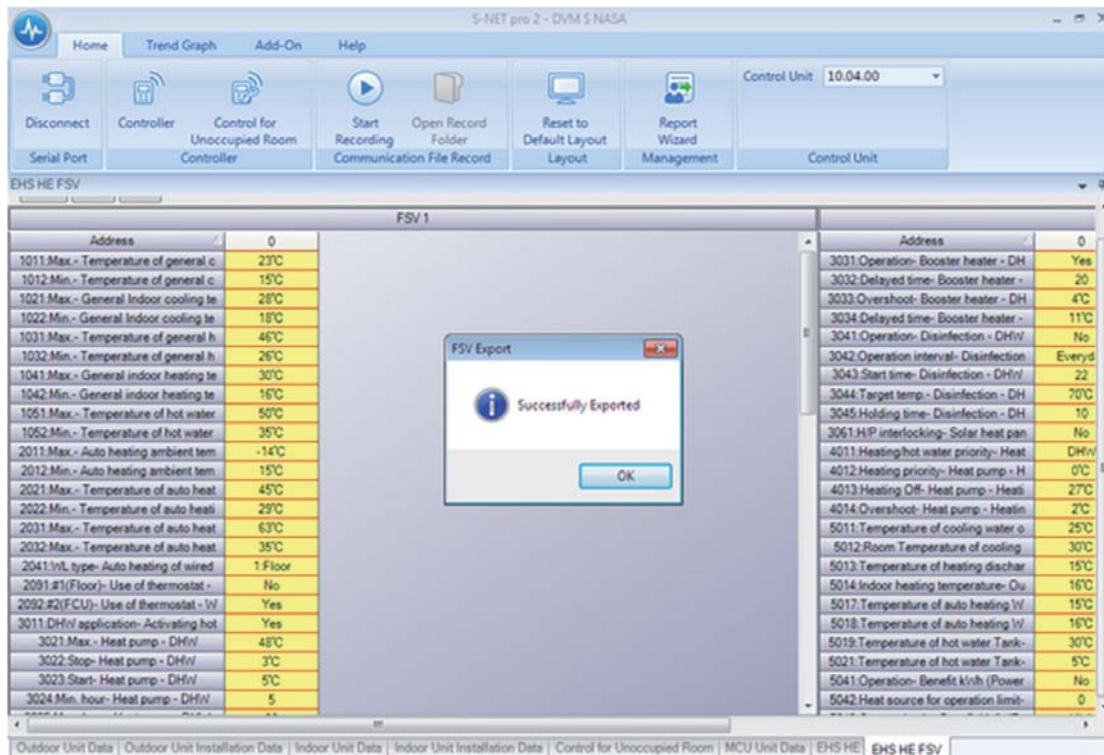 S-NET pro 2 - DVM S NASA
Home Trend Graph Add-On Help
Disconnect
Serial Port
Controller
Control for Unoccupied Room
Controller
Start Recording
Open Record Folder
Communication File Record
Reset to Default Layout
Layout
Report Wizard
Management
Control Unit 10.04.00
Control Unit
EHS HE FSV
FSV 1
Address 0
1011:Max.- Temperature of general c 23℃
1012:Min.- Temperature of general c 15℃
1021:Max.- General Indoor cooling te 28℃
1022:Min.- General Indoor cooling te 18℃
1031:Max.- Temperature of general h 46℃
1032:Min.- Temperature of general h 26℃
1041:Max.- General indoor heating te 30℃
1042:Min.- General indoor heating te 16℃
1051:Max.- Temperature of hot water 50℃
1052:Min.- Temperature of hot water 35℃
2011:Max.- Auto heating ambient tem -14℃
2012:Min.- Auto heating ambient tem 15℃
2021:Max.- Temperature of auto heat 45℃
2022:Min.- Temperature of auto heati 29℃
2031:Max.- Temperature of auto heat 63℃
2032:Max.- Temperature of auto heat 35℃
2041:WL type- Auto heating of wired 1:Floor
2091:#1(Floor)- Use of thermostat - No
2092:#2(FCU)- Use of thermostat - W Yes
3011:DHW application- Activating hot Yes
3021:Max.- Heat pump - DHW 48℃
3022:Stop- Heat pump - DHW 3℃
3023:Start- Heat pump - DHW 5℃
3024:Min. hour- Heat pump - DHW 5
FSV Export
Successfully Exported
OK
Address 0
3031:Operation- Booster heater - DH Yes
3032:Delayed time- Booster heater - 20
3033:Overshoot- Booster heater - DH 4℃
3034:Delayed time- Booster heater - 11℃
3041:Operation- Disinfection - DHW No
3042:Operation interval- Disinfection Everyd
3043:Start time- Disinfection - DHW 22
3044:Target temp.- Disinfection - DH 70℃
3045:Holding time- Disinfection - DH 10
3061:H/P interlocking- Solar heat pan No
4011:Heating/hot water priority- Heat DHW
4012:Heating priority- Heat pump - H 0℃
4013:Heating Off- Heat pump - Heati 27℃
4014:Overshoot- Heat pump - Heatin 2℃
5011:Temperature of cooling water o 25℃
5012:Room Temperature of cooling 30℃
5013:Temperature of heating dischar 15℃
5014:Indoor heating temperature- Ou 16℃
5017:Temperature of auto heating W 15℃
5018:Temperature of auto heating W 16℃
5019:Temperature of hot water Tank- 30℃
5021:Temperature of hot water Tank- 5℃
5041:Operation- Benefit kWh (Power No
5042:Heat source for operation limit- 0
Outdoor Unit Data Outdoor Unit Installation Data Indoor Unit Data Indoor Unit Installation Data Control for Unoccupied Room MCU Unit Data EHS HE EHS HE FSV